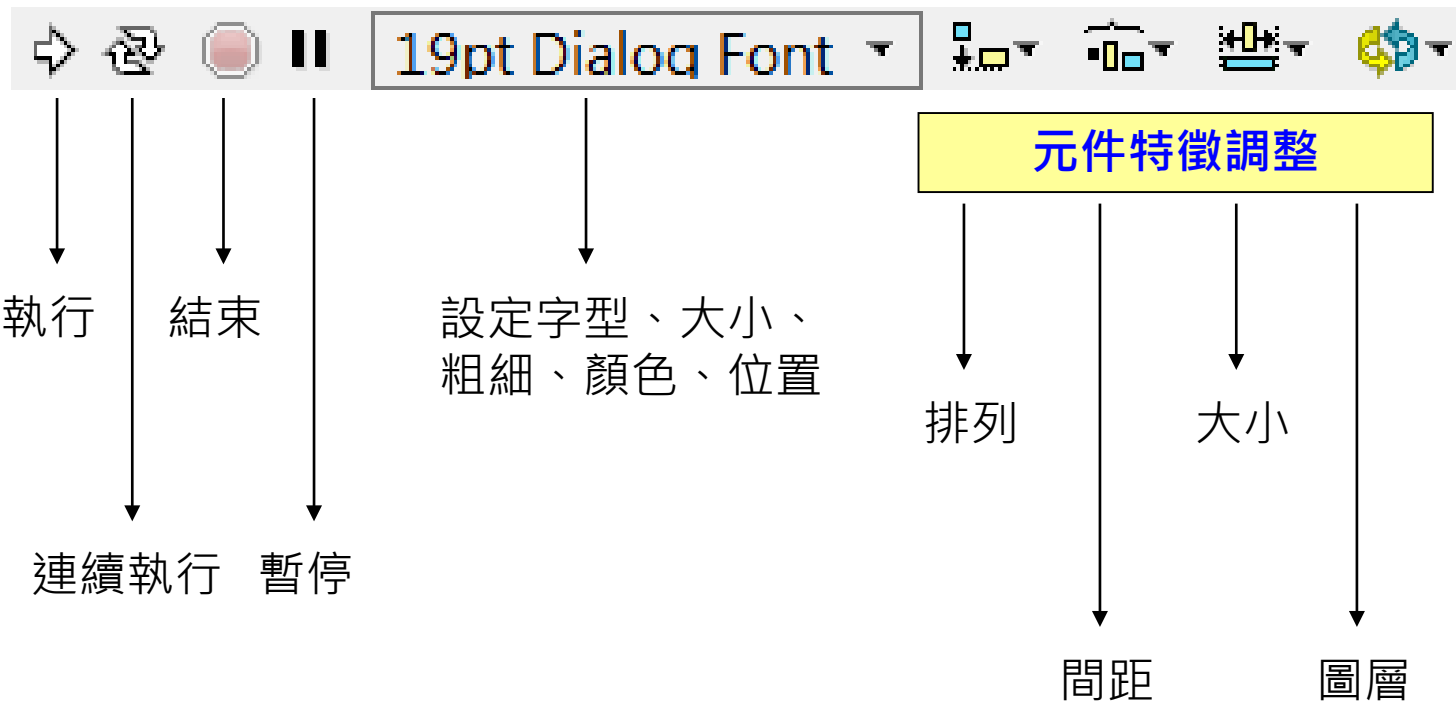 19pt Dialog Font
元件特徵調整
執行
結束
設定字型、大小、
粗細、顏色、位置
排列
大小
連續執行
暫停
間距
圖層